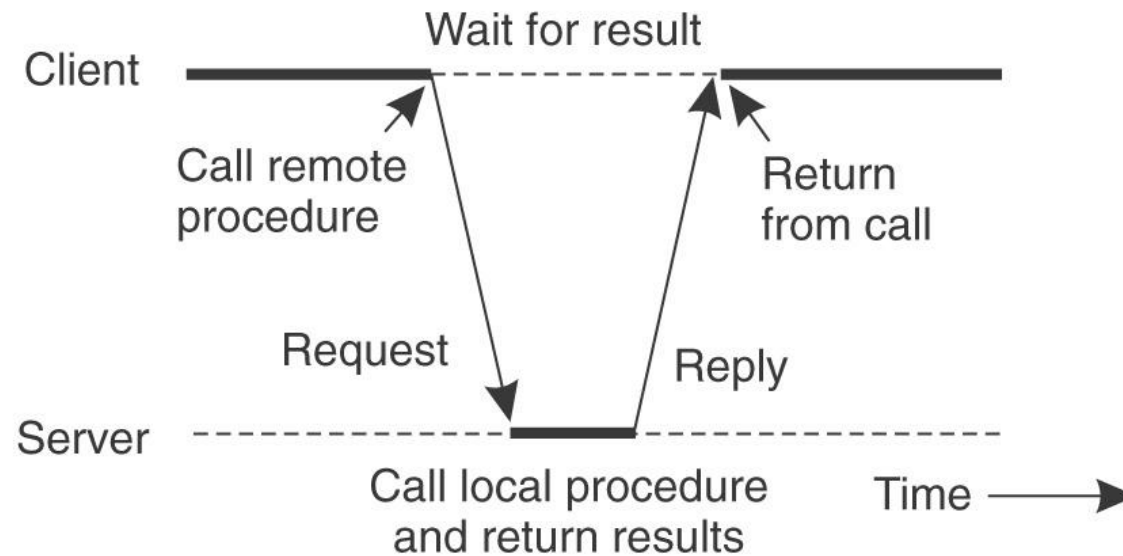 Wait for result
Client
Call remote
procedure
Return
from call
Request
Reply
Server
Call local procedure
and return results
Time